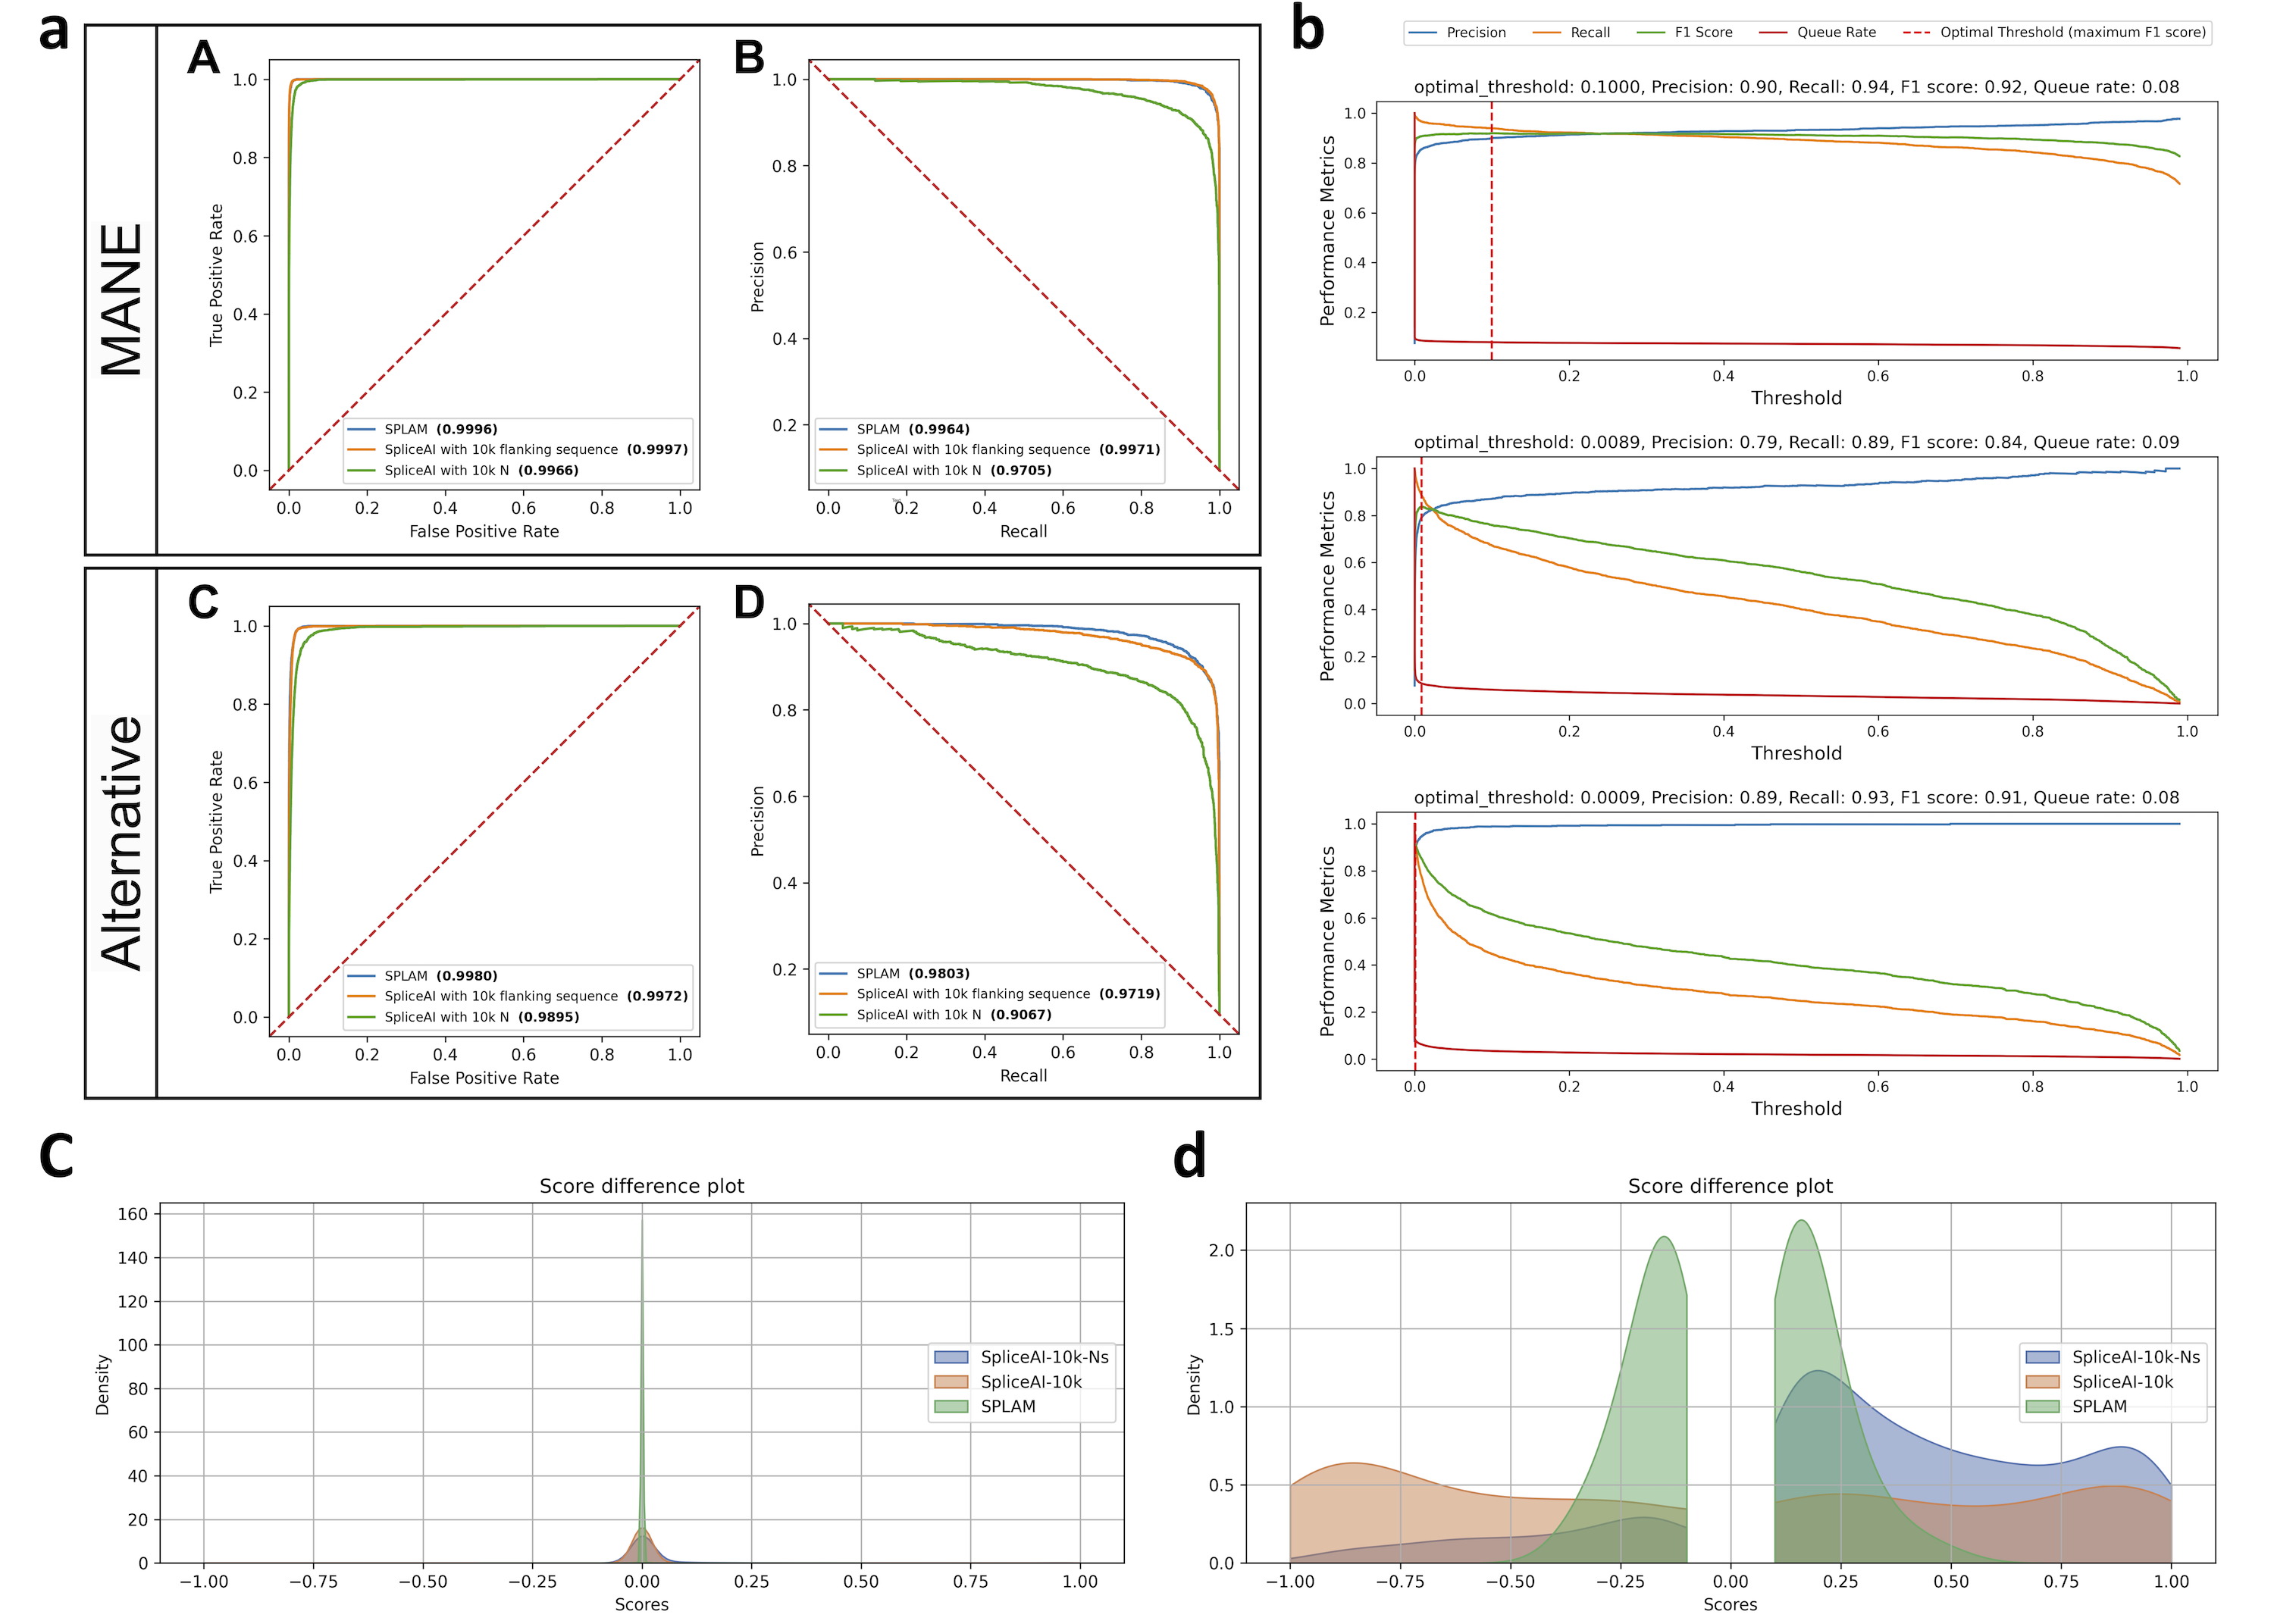 a
MANE
A
1.0
0.8
0.6
0.4
0.2
0.0
True Positive Rate
SPLAM (0.9996)
SpliceAI with 10k flanking sequence (0.9997)
SpliceAI with 10k N (0.9966)
0.0 0.2 0.4 0.6 0.8 1.0
False Positive Rate
B
1.0
0.8
0.6
0.4
0.2
Precision
SPLAM (0.9964)
SpliceAI with 10k flanking sequence (0.9971)
SpliceAI with 10k N (0.9705)
0.0 0.2 0.4 0.6 0.8 1.0
Recall
Alternative
C
1.0
0.8
0.6
0.4
0.2
0.0
True Positive Rate
SPLAM (0.9980)
SpliceAI with 10k flanking sequence (0.9972)
SpliceAI with 10k N (0.9895)
0.0 0.2 0.4 0.6 0.8 1.0
False Positive Rate
D
1.0
0.8
0.6
0.4
0.2
Precision
SPLAM (0.9803)
SpliceAI with 10k flanking sequence (0.9719)
SpliceAI with 10k N (0.9067)
0.0 0.2 0.4 0.6 0.8 1.0
Recall
b
Precision Recall F1 Score Queue Rate Optimal Threshold (maximum F1 score)
optimal_threshold: 0.1000, Precision: 0.90, Recall: 0.94, F1 score: 0.92, Queue rate: 0.08
1.0
0.8
0.6
0.4
0.2
Performance Metrics
0.0 0.2 0.4 0.6 0.8 1.0
Threshold
optimal_threshold: 0.0089, Precision: 0.79, Recall: 0.89, F1 score: 0.84, Queue rate: 0.09
1.0
0.8
0.6
0.4
0.2
0.0
Performance Metrics
0.0 0.2 0.4 0.6 0.8 1.0
Threshold
optimal_threshold: 0.0009, Precision: 0.89, Recall: 0.93, F1 score: 0.91, Queue rate: 0.08
1.0
0.8
0.6
0.4
0.2
0.0
Performance Metrics
0.0 0.2 0.4 0.6 0.8 1.0
Threshold
c
Score difference plot
160
140
120
100
80
60
40
20
0
Density
SpliceAI-10k-Ns
SpliceAI-10k
SPLAM
−1.00 −0.75 −0.50 −0.25 0.00 0.25 0.50 0.75 1.00
Scores
d
Score difference plot
2.0
1.5
1.0
0.5
0.0
Density
SpliceAI-10k-Ns
SpliceAI-10k
SPLAM
−1.00 −0.75 −0.50 −0.25 0.00 0.25 0.50 0.75 1.00
Scores